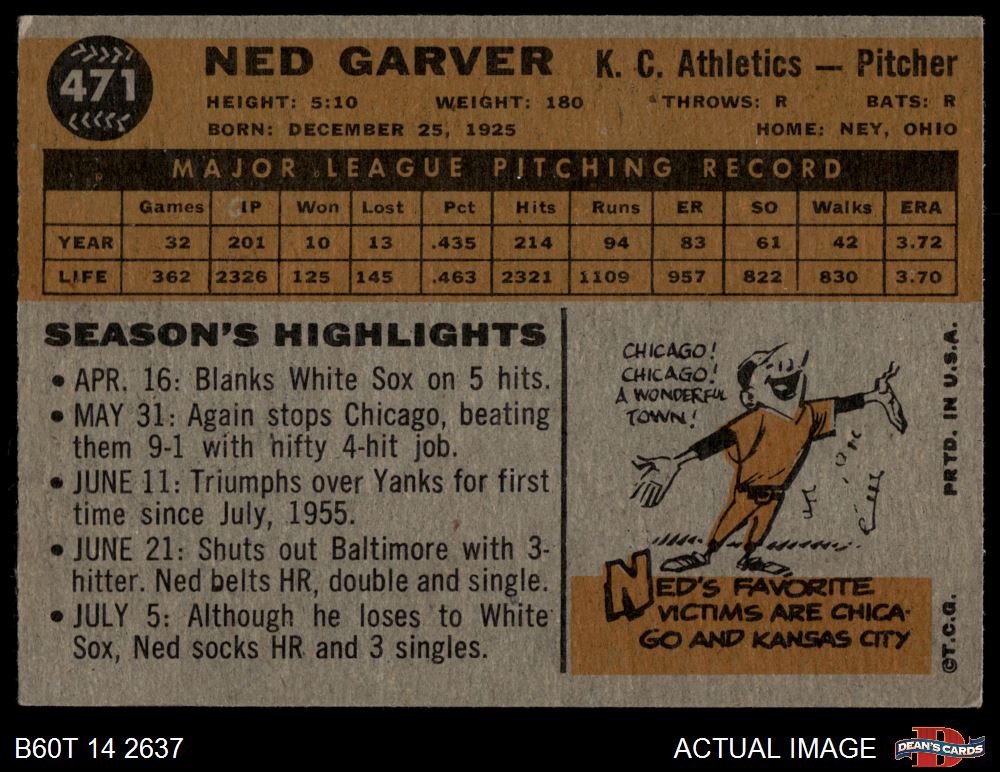 471
NED GARVER K. C. Athletics — Pitcher
HEIGHT: 5:10 WEIGHT: 180 THROWS: R BATS: R
BORN: DECEMBER 25, 1925 HOME: NEY, OHIO
MAJOR LEAGUE PITCHING RECORD
Games IP Won Lost Pct Hits Runs ER SO Walks ERA
YEAR 32 201 10 13 .435 214 94 83 61 42 3.72
LIFE 362 2326 125 145 .463 2321 1109 957 822 830 3.70
SEASON'S HIGHLIGHTS
• APR. 16: Blanks White Sox on 5 hits.
• MAY 31: Again stops Chicago, beating
them 9-1 with nifty 4-hit job.
• JUNE 11: Triumphs over Yanks for first
time since July, 1955.
• JUNE 21: Shuts out Baltimore with 3-
hitter. Ned belts HR, double and single.
• JULY 5: Although he loses to White
Sox, Ned socks HR and 3 singles.
CHICAGO!
CHICAGO!
A WONDERFUL
TOWN!
NED'S FAVORITE
VICTIMS ARE CHICA-
GO AND KANSAS CITY
©T.C.G. PRTD. IN U.S.A.
B60T 14 2637
ACTUAL IMAGE
DEAN'S CARDS